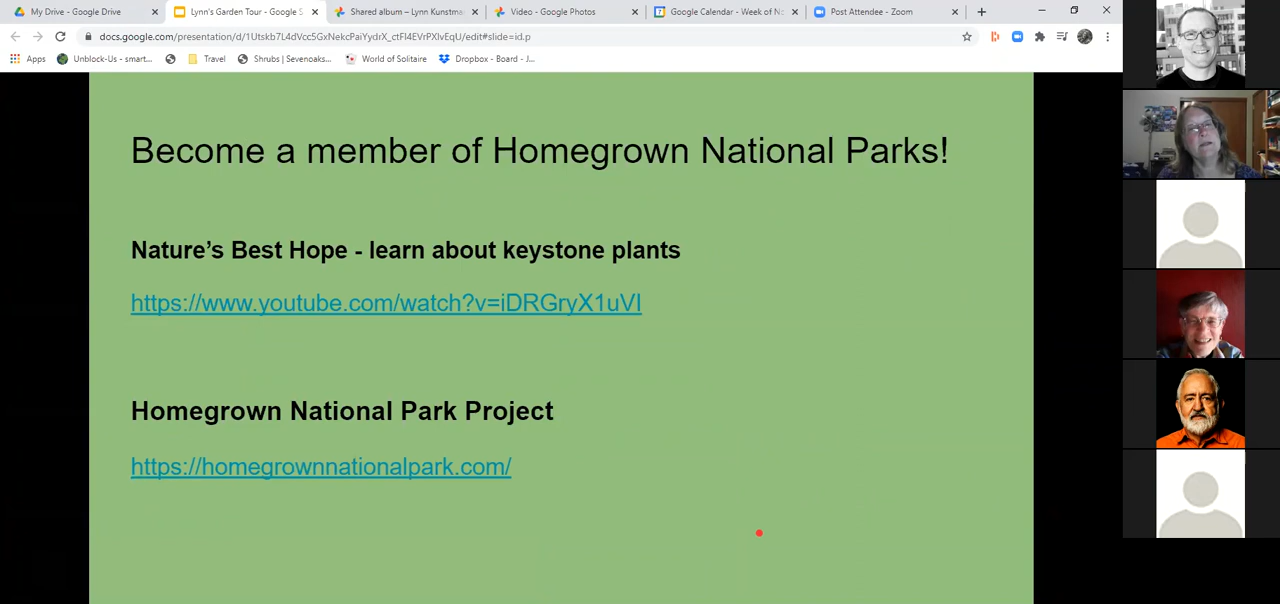 My Drive - Google Drive
Lynn's Garden Tour - Google S
Shared album – Lynn Kunstma
Video - Google Photos
Google Calendar - Week of No
Post Attendee - Zoom
docs.google.com/presentation/d/1Utskb7L4dVcc5GxNekcPaiYydrX_ctFl4EVrPXlvEqU/edit#slide=id.p
Apps
Unblock-Us - smart...
Travel
Shrubs | Sevenoaks...
World of Solitaire
Dropbox - Board - J...
Become a member of Homegrown National Parks!
Nature's Best Hope - learn about keystone plants
https://www.youtube.com/watch?v=iDRGryX1uVI
Homegrown National Park Project
https://homegrownnationalpark.com/